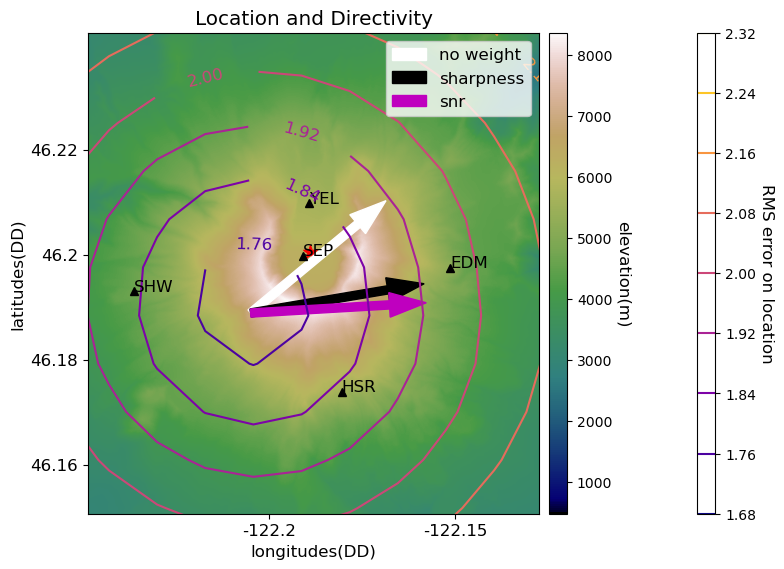 Location and Directivity
no weight
sharpness
snr
2.00
1.92
1.84
1.76
YEL
SEP
EDM
SHW
HSR
46.22
46.2
46.18
46.16
latitudes(DD)
-122.2
-122.15
longitudes(DD)
8000
7000
6000
5000
4000
3000
2000
1000
elevation(m)
2.32
2.24
2.16
2.08
2.00
1.92
1.84
1.76
1.68
RMS error on location